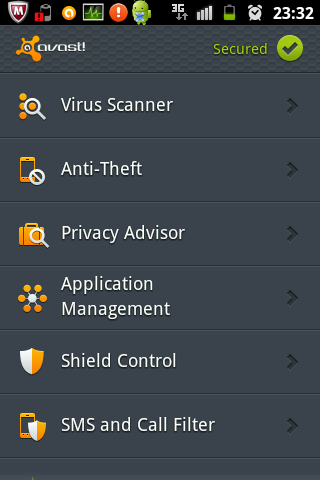 3G 23:32
avast! Secured
Virus Scanner
Anti-Theft
Privacy Advisor
Application
Management
Shield Control
SMS and Call Filter